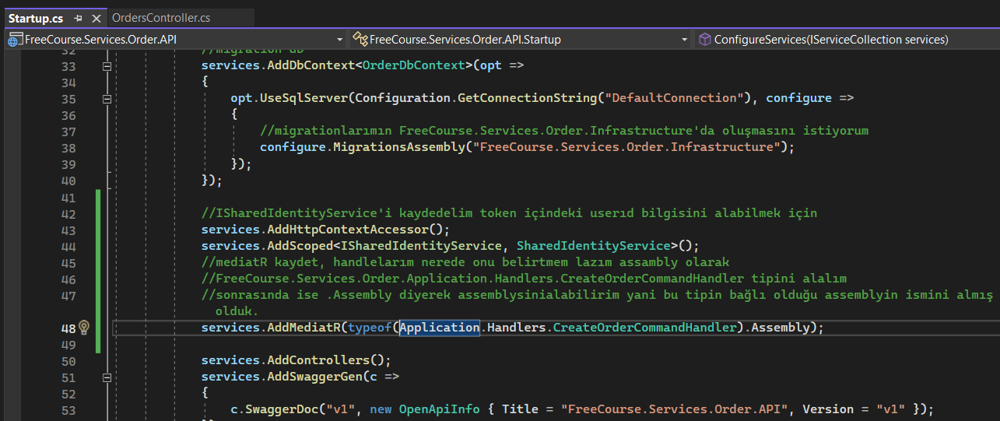 Startup.cs
OrdersController.cs
FreeCourse.Services.Order.API
FreeCourse.Services.Order.API.Startup
ConfigureServices(IServiceCollection services)
32 //migration db
33 services.AddDbContext<OrderDbContext>(opt =>
34 {
35 opt.UseSqlServer(Configuration.GetConnectionString("DefaultConnection"), configure =>
36 {
37 //migrationlarımın FreeCourse.Services.Order.Infrastructure'da oluşmasını istiyorum
38 configure.MigrationsAssembly("FreeCourse.Services.Order.Infrastructure");
39 });
40 });
41
42 //ISharedIdentityService'i kaydedelim token içindeki userıd bilgisini alabilmek için
43 services.AddHttpContextAccessor();
44 services.AddScoped<ISharedIdentityService, SharedIdentityService>();
45 //mediatR kaydet, handlelarım nerede onu belirtmem lazım assambly olarak
46 //FreeCourse.Services.Order.Application.Handlers.CreateOrderCommandHandler tipini alalım
47 //sonrasında ise .Assembly diyerek assemblysinialabilirim yani bu tipin bağlı olduğu assemblyin ismini almış
olduk.
48 services.AddMediatR(typeof(Application.Handlers.CreateOrderCommandHandler).Assembly);
49
50 services.AddControllers();
51 services.AddSwaggerGen(c =>
52 {
53 c.SwaggerDoc("v1", new OpenApiInfo { Title = "FreeCourse.Services.Order.API", Version = "v1" });